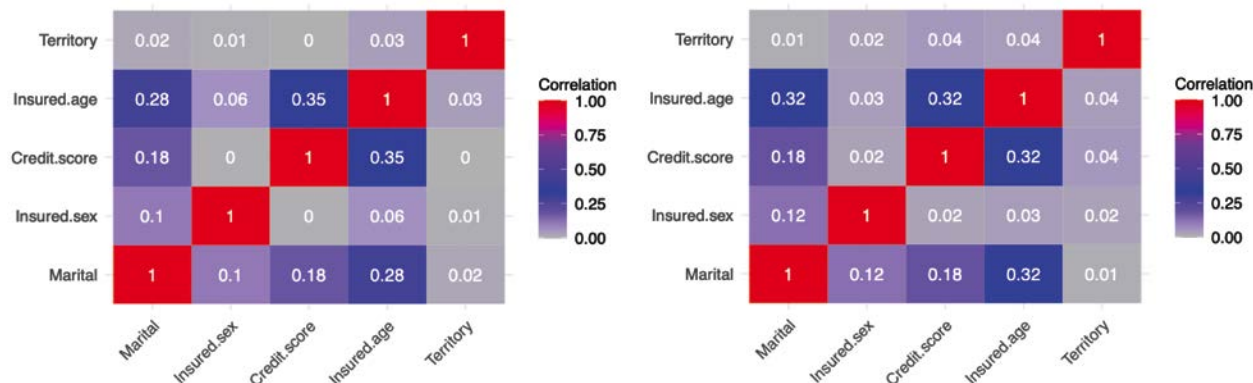 Territory 0.02 0.01 0 0.03 1
Insured.age 0.28 0.06 0.35 1 0.03
Credit.score 0.18 0 1 0.35 0
Insured.sex 0.1 1 0 0.06 0.01
Marital 1 0.1 0.18 0.28 0.02
Marital Insured.sex Credit.score Insured.age Territory
Correlation
1.00
0.75
0.50
0.25
0.00
Territory 0.01 0.02 0.04 0.04 1
Insured.age 0.32 0.03 0.32 1 0.04
Credit.score 0.18 0.02 1 0.32 0.04
Insured.sex 0.12 1 0.02 0.03 0.02
Marital 1 0.12 0.18 0.32 0.01
Marital Insured.sex Credit.score Insured.age Territory
Correlation
1.00
0.75
0.50
0.25
0.00